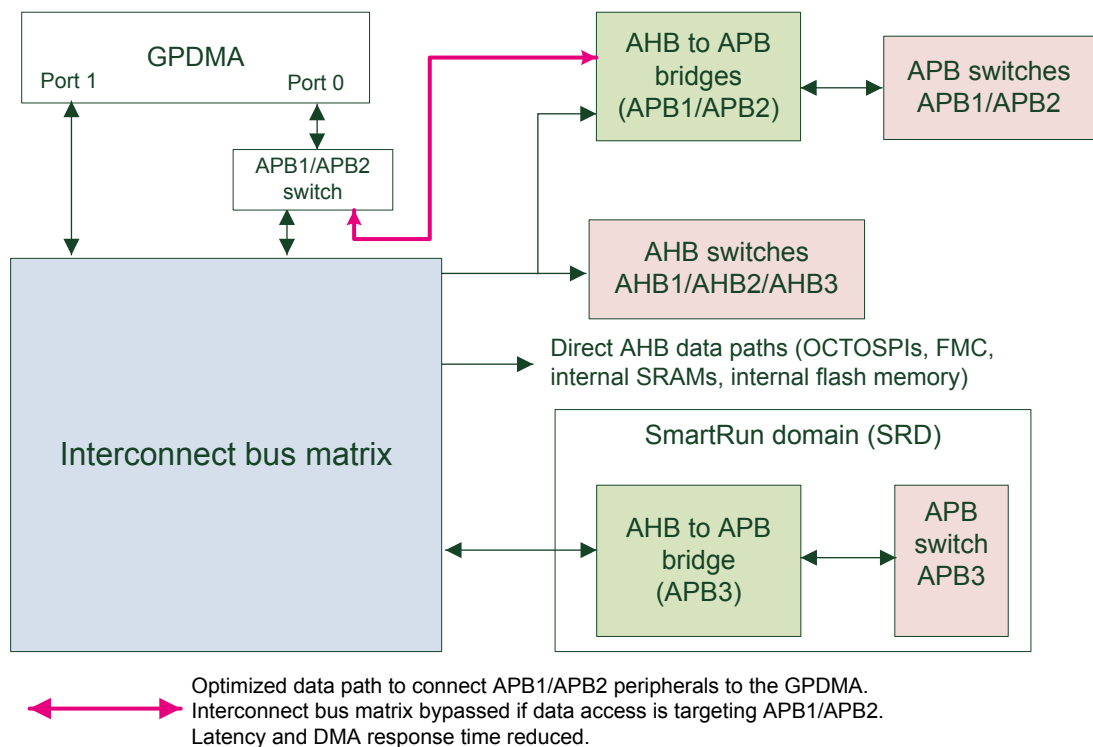 GPDMA
Port 1
Port 0
APB1/APB2
switch
AHB to APB
bridges
(APB1/APB2)
APB switches
APB1/APB2
AHB switches
AHB1/AHB2/AHB3
Direct AHB data paths (OCTOSPIs, FMC,
internal SRAMs, internal flash memory)
Interconnect bus matrix
SmartRun domain (SRD)
AHB to APB
bridge
(APB3)
APB
switch
APB3
Optimized data path to connect APB1/APB2 peripherals to the GPDMA.
Interconnect bus matrix bypassed if data access is targeting APB1/APB2.
Latency and DMA response time reduced.